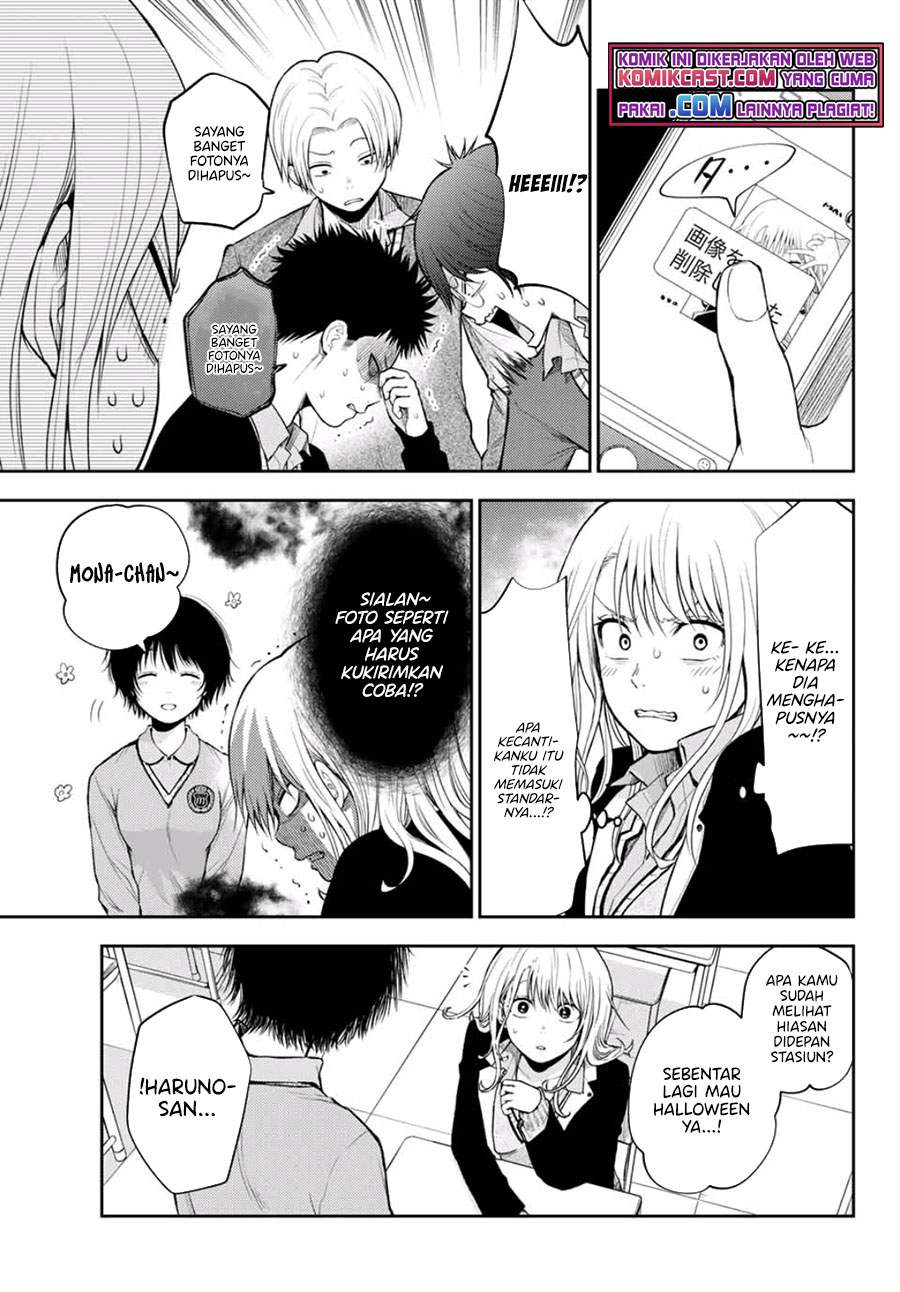 KOMIK INI DIKERJAKAN OLEH WEB
KOMIKCAST.COM YANG CUMA
PAKAI .COM LAINNYA PLAGIAT!
タ…
画像を
削除
HEEEIII!?
SAYANG
BANGET
FOTONYA
DIHAPUS~
SAYANG
BANGET
FOTONYA
DIHAPUS~
KE- KE...
KENAPA
DIA
MENGHA-
PUSNYA
~~!?
APA
KECANTI-
KANKU ITU
TIDAK
MEMASUKI
STANDAR-
NYA...!?
SIALAN~
FOTO SEPERTI
APA YANG
HARUS
KUKIRIMKAN
COBA!?
MONA-CHAN~
APA KAMU
SUDAH
MELIHAT
HIASAN
DIDEPAN
STASIUN?
SEBENTAR
LAGI MAU
HALLOWEEN
YA...!
!HARUNO-
SAN...